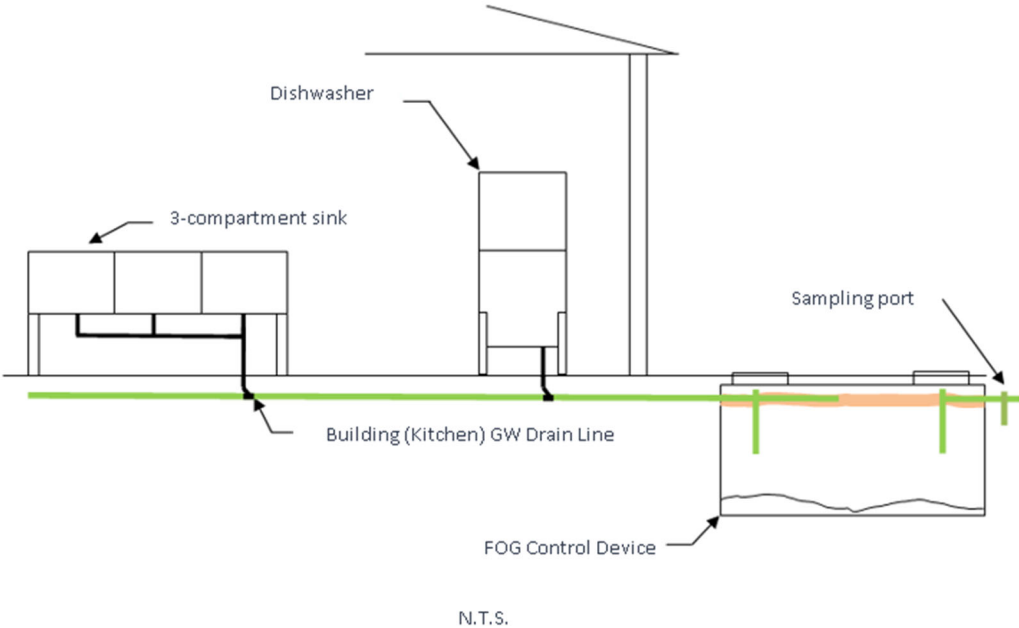 Dishwasher
3-compartment sink
Sampling port
Building (Kitchen) GW Drain Line
FOG Control Device
N.T.S.